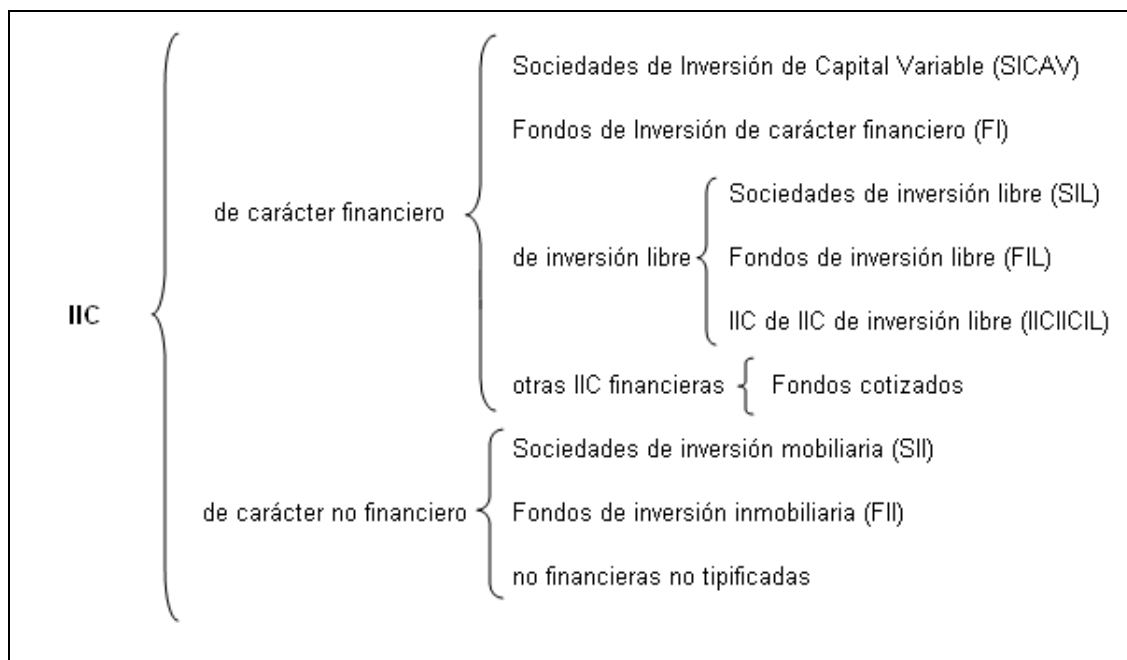 IIC
de carácter financiero
Sociedades de Inversión de Capital Variable (SICAV)
Fondos de Inversión de carácter financiero (FI)
de inversión libre
Sociedades de inversión libre (SIL)
Fondos de inversión libre (FIL)
IIC de IIC de inversión libre (IICIICIL)
otras IIC financieras
Fondos cotizados
de carácter no financiero
Sociedades de inversión mobiliaria (SII)
Fondos de inversión inmobiliaria (FII)
no financieras no tipificadas